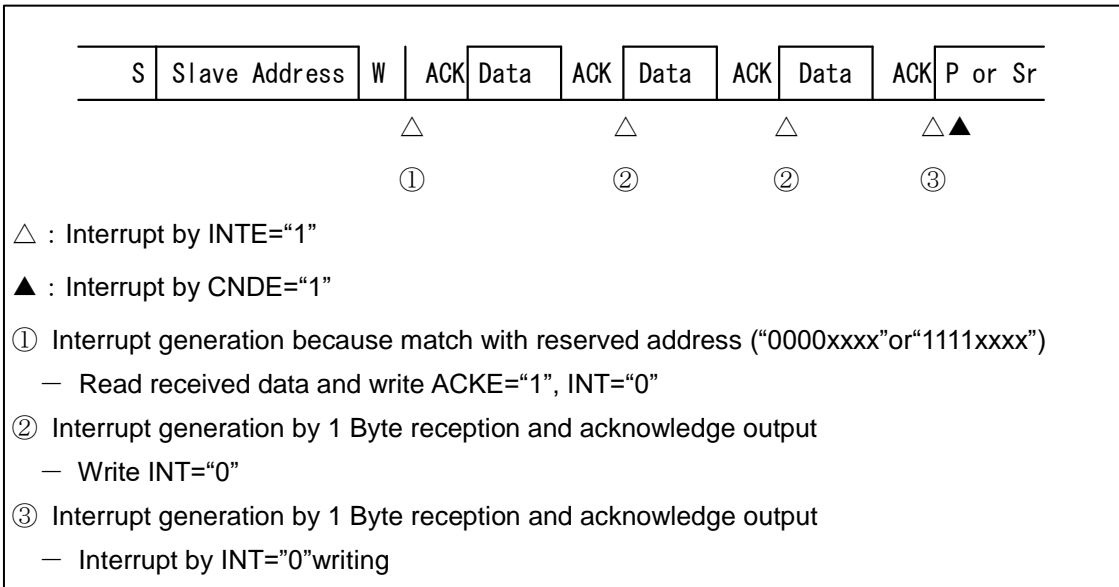 S Slave Address W ACK Data ACK Data ACK Data ACK P or Sr
△ △ △ △▲
① ② ② ③
△ : Interrupt by INTE=“1”
▲ : Interrupt by CNDE=“1”
① Interrupt generation because match with reserved address (“0000xxxx”or“1111xxxx”)
－ Read received data and write ACKE=“1”, INT=“0”
② Interrupt generation by 1 Byte reception and acknowledge output
－ Write INT=“0”
③ Interrupt generation by 1 Byte reception and acknowledge output
－ Interrupt by INT=”0”writing